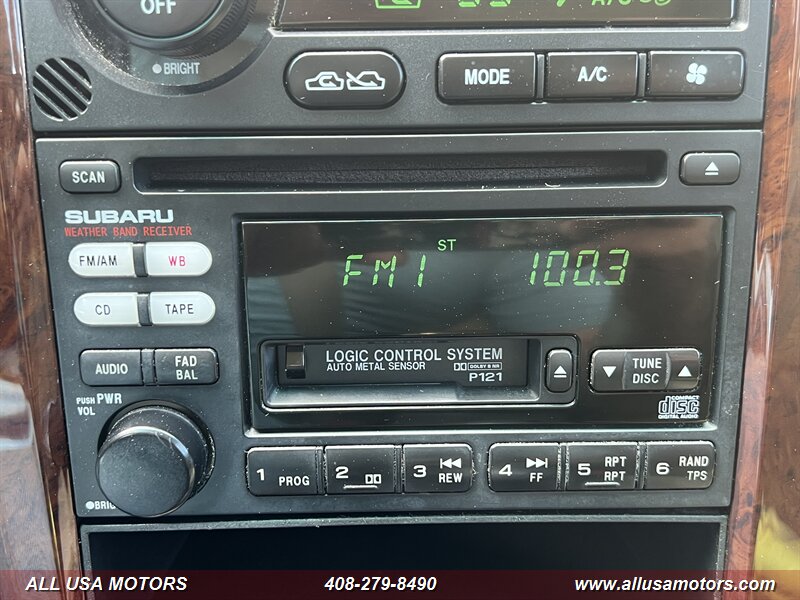 OFF
A/C
BRIGHT
MODE
A/C
SCAN
SUBARU
WEATHER BAND RECEIVER
FM/AM
WB
CD
TAPE
AUDIO
FAD
BAL
PUSH PWR
VOL
ST
FM1 100.3
LOGIC CONTROL SYSTEM
AUTO METAL SENSOR
DOLBY B NR
P121
TUNE
DISC
COMPACT
disc
DIGITAL AUDIO
1 PROG
2
3 REW
4 FF
5 RPT
RPT
6 RAND
TPS
ALL USA MOTORS
408-279-8490
www.allusamotors.com